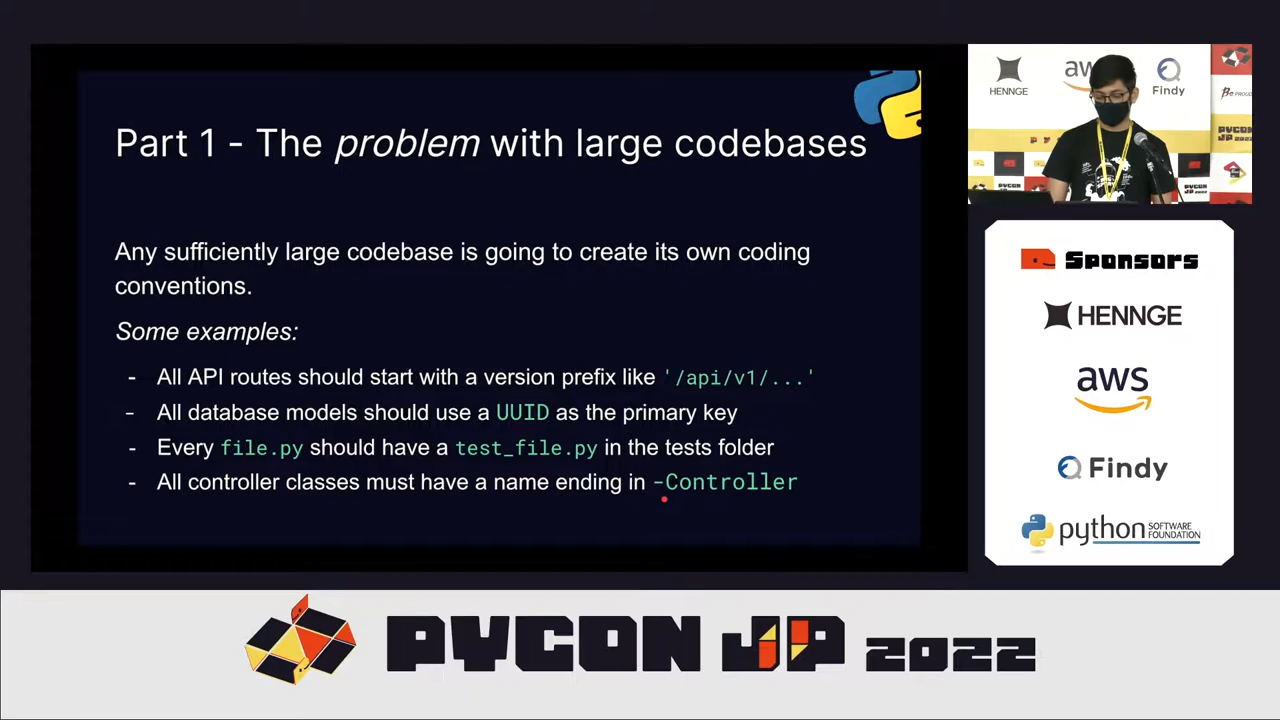 Part 1 - The problem with large codebases
Any sufficiently large codebase is going to create its own coding
conventions.
Some examples:
- All API routes should start with a version prefix like '/api/v1/...'
- All database models should use a UUID as the primary key
- Every file.py should have a test_file.py in the tests folder
- All controller classes must have a name ending in -Controller
HENNGE
aws
Findy
PYCON
JP 2022
Sponsors
HENNGE
aws
Findy
python SOFTWARE
FOUNDATION
PYCON JP 2022